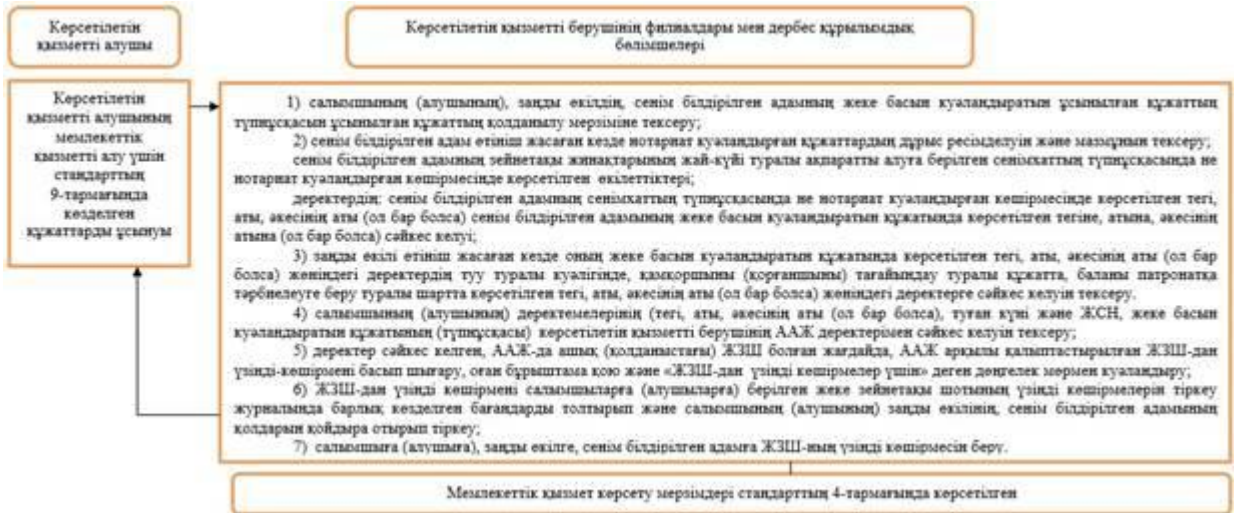 Көрсетілетін
қызметті алушы
Көрсетілетін қызметті берушінің филиалдары мен дербес құрылымдық
бөлімшелері
Көрсетілетін
қызметті алушының
мемлекеттік
қызметті алу үшін
стандарттың
9-тармағында
көзделген
құжаттарды ұсынуы
1) салымшының (алушының), заңды өкілдің, сенім білдірілген адамның жеке басын куәландыратын ұсынылған құжаттың
түпнұсқасын ұсынылған құжаттың қолданылу мерзіміне тексеру;
2) сенім білдірілген адам өтініш жасаған кезде нотариат куәландырған құжаттардың дұрыс ресімделуін және мазмұнын тексеру;
сенім білдірілген адамның зейнетақы жинақтарының жай-күйі туралы ақпаратты алуға берілген сенімхаттың түпнұсқасында не
нотариат куәландырған көшірмесінде көрсетілген өкілеттіктері;
деректердің: сенім білдірілген адамның сенімхаттың түпнұсқасында не нотариат куәландырған көшірмесінде көрсетілген тегі,
аты, әкесінің аты (ол бар болса) сенім білдірілген адамының жеке басын куәландыратын құжатында көрсетілген тегіне, атына, әкесінің
атына (ол бар болса) сәйкес келуі;
3) заңды өкілі өтініш жасаған кезде оның жеке басын куәландыратын құжатында көрсетілген тегі, аты, әкесінің аты (ол бар
болса) жөніндегі деректердің туу туралы куәлігінде, қамқоршыны (қорғаншыны) тағайындау туралы құжатта, баланы патронатқа
тәрбиелеуге беру туралы шартта көрсетілген тегі, аты, әкесінің аты (ол бар болса) жөніндегі деректерге сәйкес келуін тексеру.
4) салымшының (алушының) деректемелерінің (тегі, аты, әкесінің аты (ол бар болса), туған күні және ЖСН, жеке басын
куәландыратын құжатының (түпнұсқасы) көрсетілетін қызметті берушінің ААЖ деректерімен сәйкес келуін тексеру;
5) деректер сәйкес келген, ААЖ-да ашық (қолданыстағы) ЖЗШ болған жағдайда, ААЖ арқылы қалыптастырылған ЖЗШ-дан
үзінді-көшірмені басып шығару, оған бұрыштама қою және «ЖЗШ-дан үзінді көшірмелер үшін» деген дөңгелек мөрмен куәландыру;
6) ЖЗШ-дан үзінді көшірмені салымшыларға (алушыларға) берілген жеке зейнетақы шотының үзінді көшірмелерін тіркеу
журналында барлық көзделген бағандарды толтырып және салымшының (алушының) заңды өкілінің, сенім білдірілген адамының
қолдарын қойдыра отырып тіркеу;
7) салымшыға (алушыға), заңды өкілге, сенім білдірілген адамға ЖЗШ-ның үзінді көшірмесін беру.
Мемлекеттік қызмет көрсету мерзімдері стандарттың 4-тармағында көрсетілген